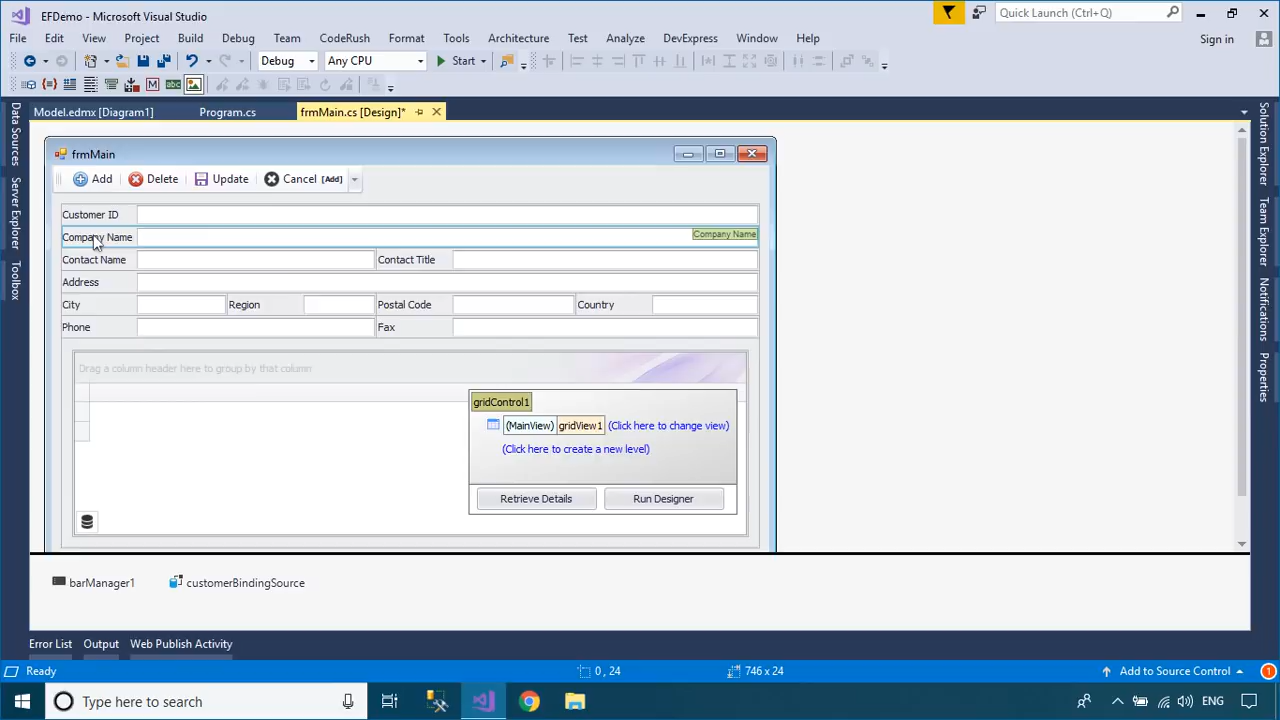 EFDemo - Microsoft Visual Studio
Quick Launch (Ctrl+Q)
File Edit View Project Build Debug Team CodeRush Format Tools Architecture Test Analyze DevExpress Window Help
Sign in
Debug Any CPU Start
Model.edmx [Diagram1] Program.cs frmMain.cs [Design]*
Data Sources
Server Explorer
Toolbox
frmMain
Add Delete Update Cancel [Add]
Customer ID
Company Name Company Name
Contact Name Contact Title
Address
City Region Postal Code Country
Phone Fax
Drag a column header here to group by that column
gridControl1
(MainView) gridView1 (Click here to change view)
(Click here to create a new level)
Retrieve Details Run Designer
barManager1 customerBindingSource
Solution Explorer
Team Explorer
Notifications
Properties
Error List Output Web Publish Activity
Ready 0 , 24 746 x 24 Add to Source Control 1
Type here to search ENG